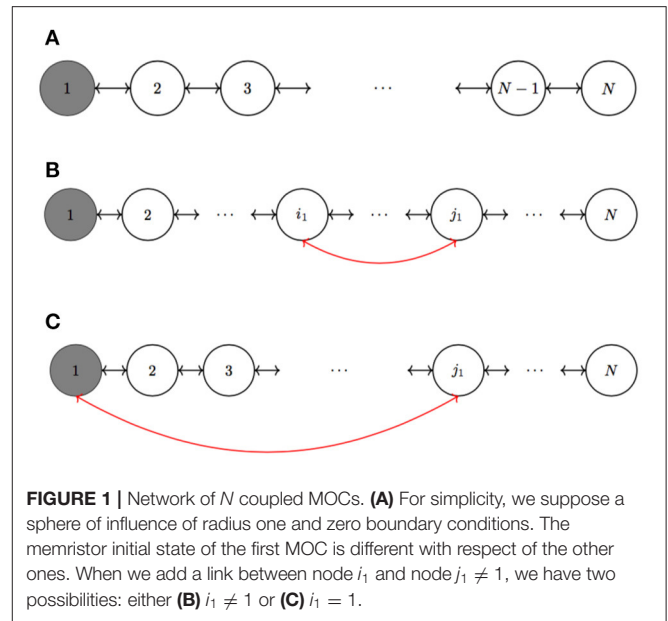 A
1 2 3 ··· N − 1 N
B
1 2 ··· i₁ ··· j₁ ··· N
C
1 2 3 ··· j₁ ··· N
FIGURE 1 | Network of N coupled MOCs. (A) For simplicity, we suppose a
sphere of influence of radius one and zero boundary conditions. The
memristor initial state of the first MOC is different with respect of the other
ones. When we add a link between node i₁ and node j₁ ≠ 1, we have two
possibilities: either (B) i₁ ≠ 1 or (C) i₁ = 1.